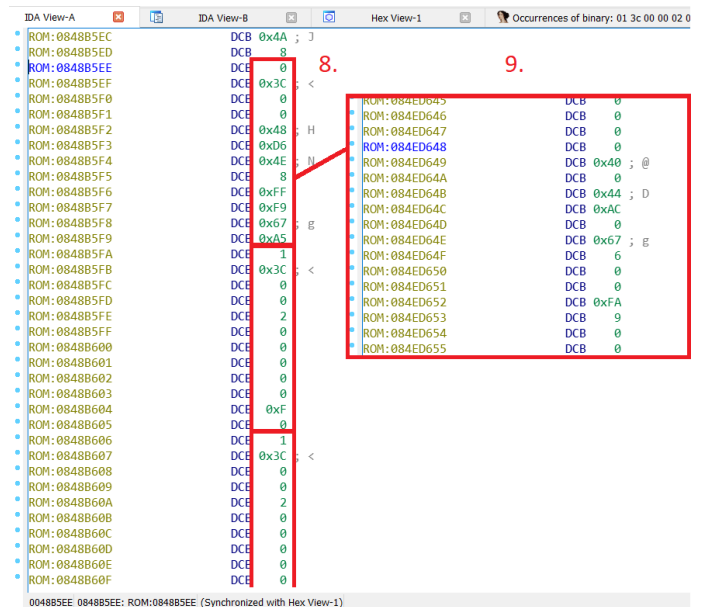 IDA View-A IDA View-B Hex View-1 Occurrences of binary: 01 3c 00 00 02 0
ROM:0848B5EC DCB 0x4A ; J
ROM:0848B5ED DCB 8
ROM:0848B5EE DCB 0
ROM:0848B5EF DCB 0x3C ; <
ROM:0848B5F0 DCB 0
ROM:0848B5F1 DCB 0
ROM:0848B5F2 DCB 0x48 ; H
ROM:0848B5F3 DCB 0xD6
ROM:0848B5F4 DCB 0x4E ; N
ROM:0848B5F5 DCB 8
ROM:0848B5F6 DCB 0xFF
ROM:0848B5F7 DCB 0xF9
ROM:0848B5F8 DCB 0x67 ; g
ROM:0848B5F9 DCB 0xA5
ROM:0848B5FA DCB 1
ROM:0848B5FB DCB 0x3C ; <
ROM:0848B5FC DCB 0
ROM:0848B5FD DCB 0
ROM:0848B5FE DCB 2
ROM:0848B5FF DCB 0
ROM:0848B600 DCB 0
ROM:0848B601 DCB 0
ROM:0848B602 DCB 0
ROM:0848B603 DCB 0
ROM:0848B604 DCB 0xF
ROM:0848B605 DCB 0
ROM:0848B606 DCB 1
ROM:0848B607 DCB 0x3C ; <
ROM:0848B608 DCB 0
ROM:0848B609 DCB 0
ROM:0848B60A DCB 2
ROM:0848B60B DCB 0
ROM:0848B60C DCB 0
ROM:0848B60D DCB 0
ROM:0848B60E DCB 0
ROM:0848B60F DCB 0
8.
9.
ROM:084ED645 DCB 0
ROM:084ED646 DCB 0
ROM:084ED647 DCB 0
ROM:084ED648 DCB 0
ROM:084ED649 DCB 0x40 ; @
ROM:084ED64A DCB 0
ROM:084ED64B DCB 0x44 ; D
ROM:084ED64C DCB 0xAC
ROM:084ED64D DCB 0
ROM:084ED64E DCB 0x67 ; g
ROM:084ED64F DCB 6
ROM:084ED650 DCB 0
ROM:084ED651 DCB 0
ROM:084ED652 DCB 0xFA
ROM:084ED653 DCB 9
ROM:084ED654 DCB 0
ROM:084ED655 DCB 0
0048B5EE 0848B5EE: ROM:0848B5EE (Synchronized with Hex View-1)